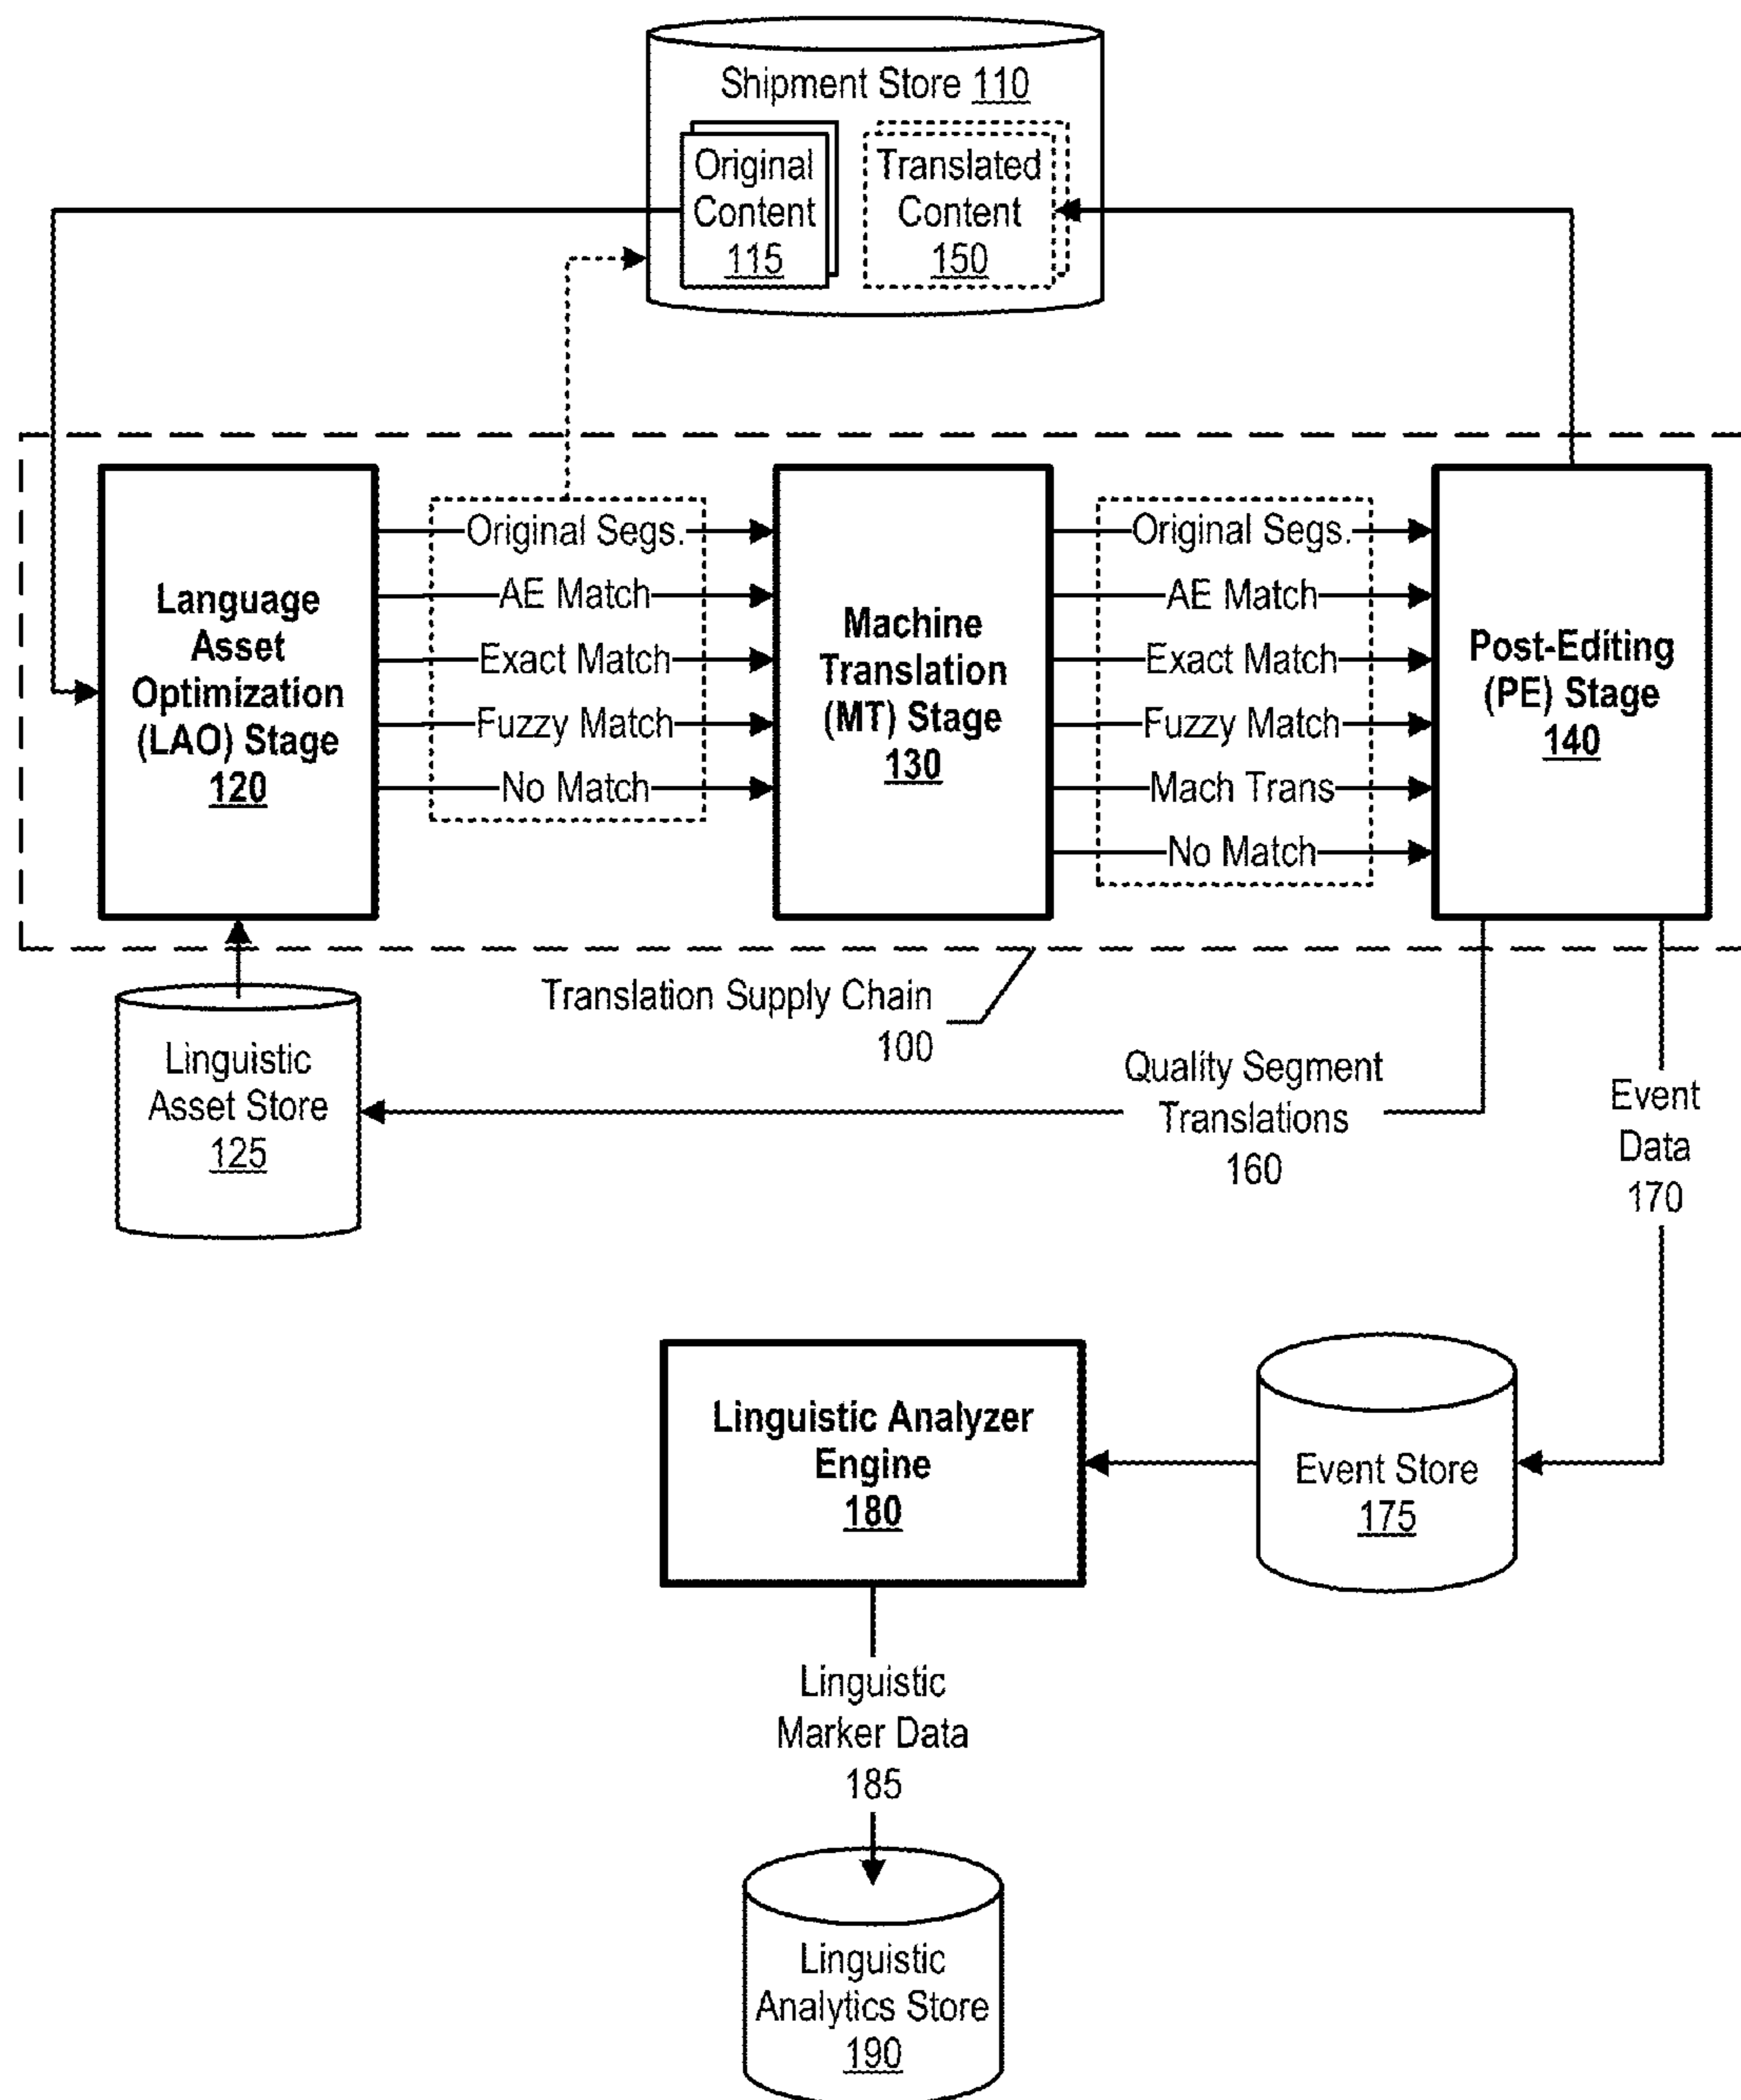 Shipment Store 110
Original
Content
115
Translated
Content
150
Language
Asset
Optimization
(LAO) Stage
120
Original Segs.
AE Match
Exact Match
Fuzzy Match
No Match
Machine
Translation
(MT) Stage
130
Original Segs.
AE Match
Exact Match
Fuzzy Match
Mach Trans
No Match
Post-Editing
(PE) Stage
140
Translation Supply Chain
100
Linguistic
Asset Store
125
Quality Segment
Translations
160
Event
Data
170
Linguistic Analyzer
Engine
180
Event Store
175
Linguistic
Marker Data
185
Linguistic
Analytics Store
190